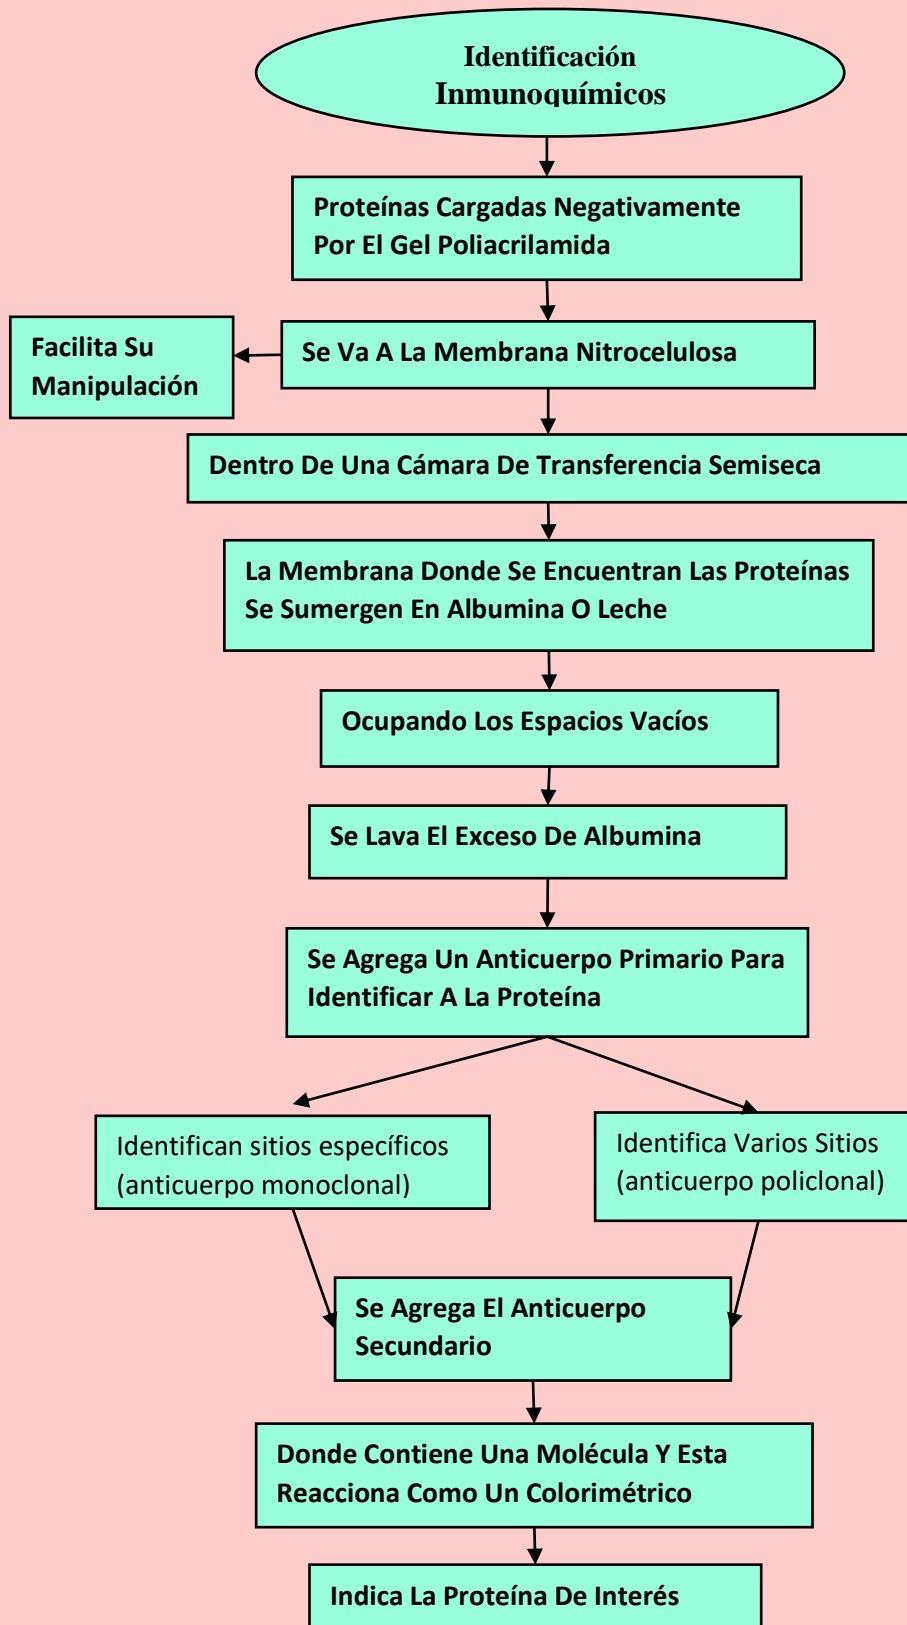 Identificación
Inmunoquímicos
Proteínas Cargadas Negativamente
Por El Gel Poliacrilamida
Facilita Su
Manipulación
Se Va A La Membrana Nitrocelulosa
Dentro De Una Cámara De Transferencia Semiseca
La Membrana Donde Se Encuentran Las Proteínas
Se Sumergen En Albumina O Leche
Ocupando Los Espacios Vacíos
Se Lava El Exceso De Albumina
Se Agrega Un Anticuerpo Primario Para
Identificar A La Proteína
Identifican sitios específicos
(anticuerpo monoclonal)
Identifica Varios Sitios
(anticuerpo policlonal)
Se Agrega El Anticuerpo
Secundario
Donde Contiene Una Molécula Y Esta
Reacciona Como Un Colorimétrico
Indica La Proteína De Interés